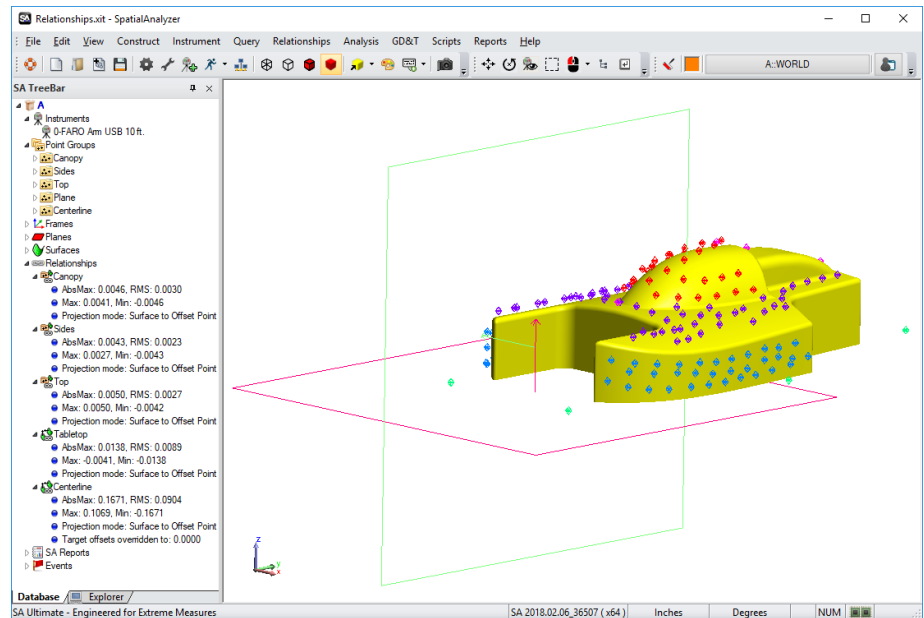 Relationships.xit - SpatialAnalyzer
File Edit View Construct Instrument Query Relationships Analysis GD&T Scripts Reports Help
A::WORLD
SA TreeBar
A
Instruments
0-FARO Arm USB 10 ft.
Point Groups
Canopy
Sides
Top
Plane
Centerline
Frames
Planes
Surfaces
Relationships
Canopy
AbsMax: 0.0046, RMS: 0.0030
Max: 0.0041, Min: -0.0046
Projection mode: Surface to Offset Point
Sides
AbsMax: 0.0043, RMS: 0.0023
Max: 0.0027, Min: -0.0043
Projection mode: Surface to Offset Point
Top
AbsMax: 0.0050, RMS: 0.0027
Max: 0.0050, Min: -0.0042
Projection mode: Surface to Offset Point
Tabletop
AbsMax: 0.0138, RMS: 0.0089
Max: -0.0041, Min: -0.0138
Projection mode: Surface to Offset Point
Centerline
AbsMax: 0.1671, RMS: 0.0904
Max: 0.1069, Min: -0.1671
Projection mode: Surface to Offset Point
Target offsets overridden to: 0.0000
SA Reports
Events
Database Explorer
z
y
x
SA Ultimate - Engineered for Extreme Measures
SA 2018.02.06_36507 ( x64 ) Inches Degrees NUM